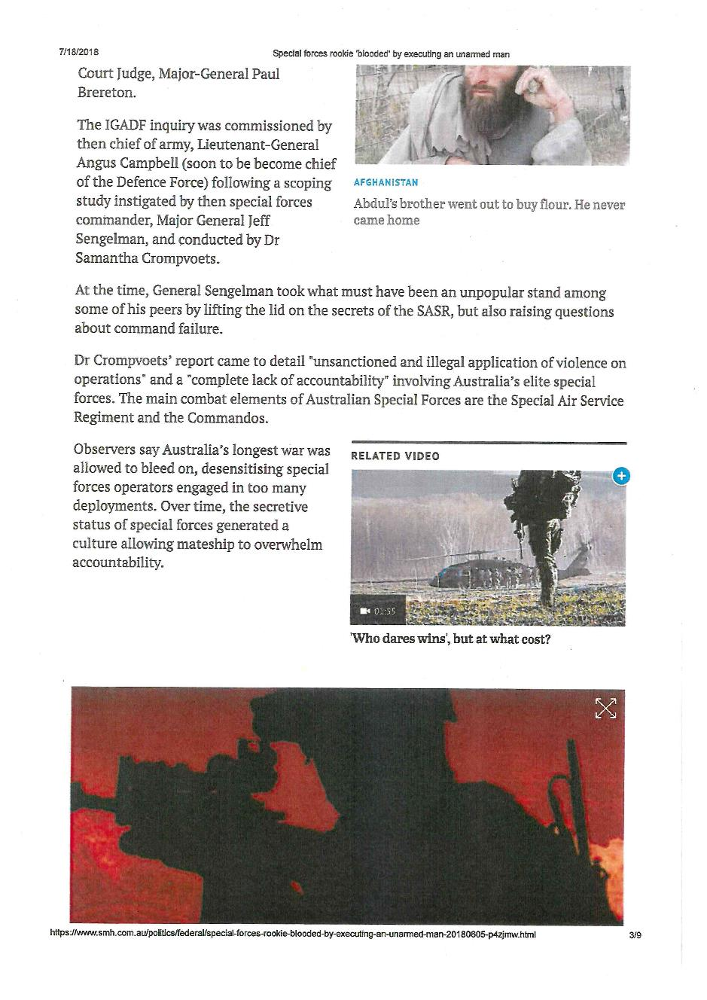 7/18/2018
Special forces rookie 'blooded' by executing an unarmed man
Court Judge, Major-General Paul
Brereton.
The IGADF inquiry was commissioned by
then chief of army, Lieutenant-General
Angus Campbell (soon to be become chief
of the Defence Force) following a scoping
study instigated by then special forces
commander, Major General Jeff
Sengelman, and conducted by Dr
Samantha Crompvoets.
AFGHANISTAN
Abdul's brother went out to buy flour. He never
came home
At the time, General Sengelman took what must have been an unpopular stand among
some of his peers by lifting the lid on the secrets of the SASR, but also raising questions
about command failure.
Dr Crompvoets' report came to detail "unsanctioned and illegal application of violence on
operations" and a "complete lack of accountability" involving Australia's elite special
forces. The main combat elements of Australian Special Forces are the Special Air Service
Regiment and the Commandos.
Observers say Australia's longest war was
allowed to bleed on, desensitising special
forces operators engaged in too many
deployments. Over time, the secretive
status of special forces generated a
culture allowing mateship to overwhelm
accountability.
RELATED VIDEO
01:55
'Who dares wins', but at what cost?
https://www.smh.com.au/politics/federal/special-forces-rookie-blooded-by-executing-an-unarmed-man-20180605-p4zjmw.html
3/9